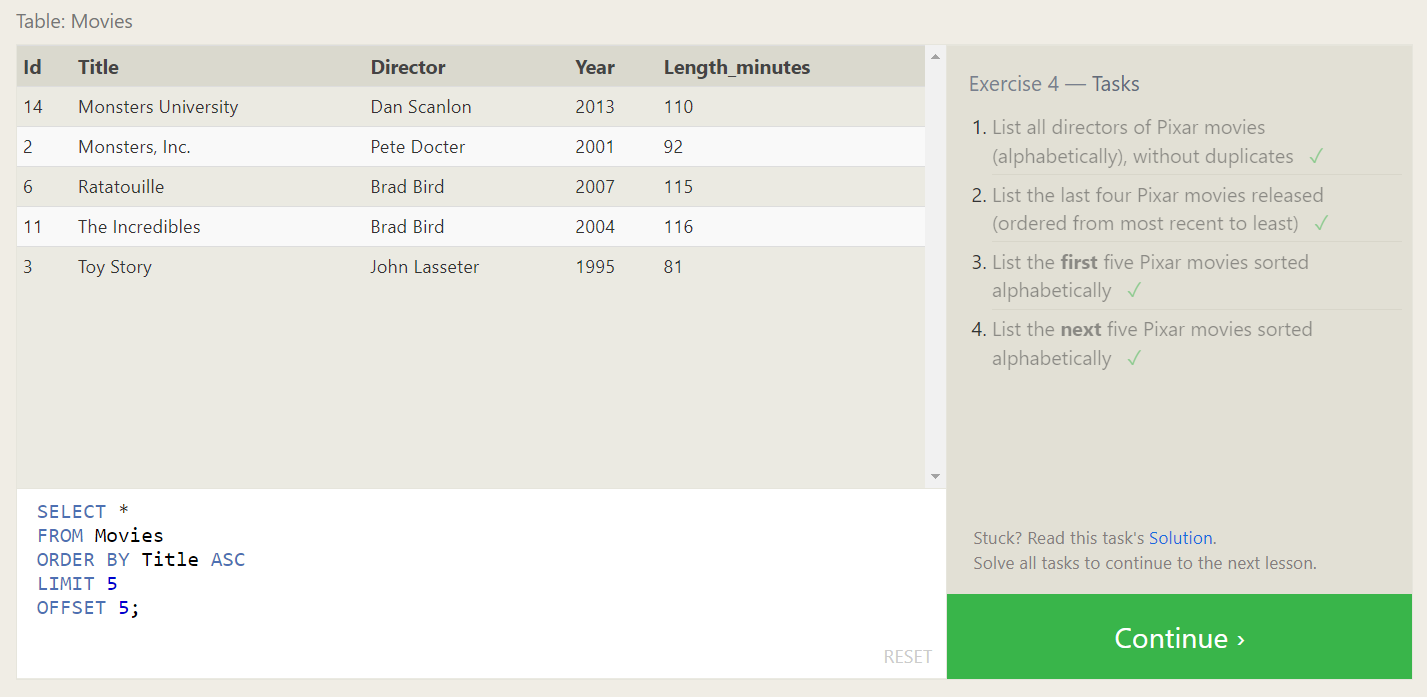 Table: Movies
Id Title Director Year Length_minutes
14 Monsters University Dan Scanlon 2013 110
2 Monsters, Inc. Pete Docter 2001 92
6 Ratatouille Brad Bird 2007 115
11 The Incredibles Brad Bird 2004 116
3 Toy Story John Lasseter 1995 81
SELECT *
FROM Movies
ORDER BY Title ASC
LIMIT 5
OFFSET 5;
RESET
Exercise 4 — Tasks
1. List all directors of Pixar movies
(alphabetically), without duplicates ✓
2. List the last four Pixar movies released
(ordered from most recent to least) ✓
3. List the first five Pixar movies sorted
alphabetically ✓
4. List the next five Pixar movies sorted
alphabetically ✓
Stuck? Read this task's Solution.
Solve all tasks to continue to the next lesson.
Continue ›